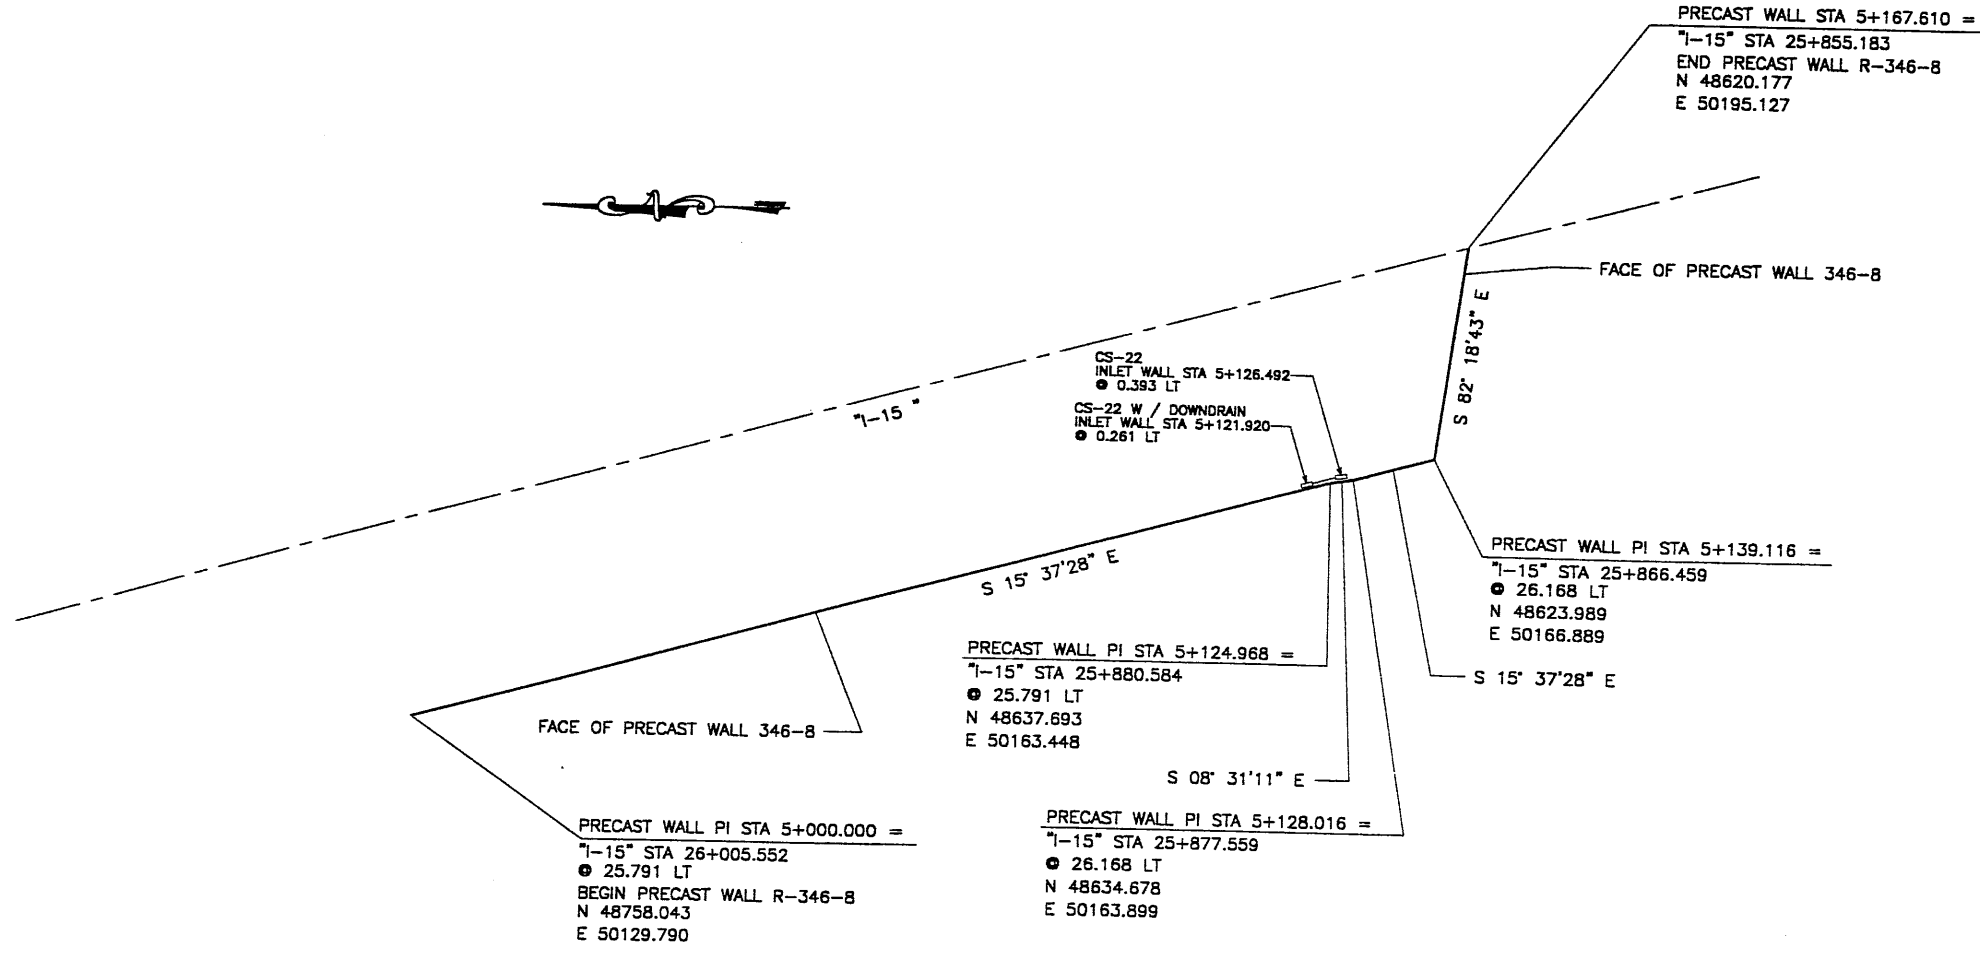 PRECAST WALL STA 5+167.610 =
"I-15" STA 25+855.183
END PRECAST WALL R-346-8
N 48620.177
E 50195.127
FACE OF PRECAST WALL 346-8
S 82° 18'43" E
CS-22
INLET WALL STA 5+126.492
@ 0.393 LT
CS-22 W / DOWNDRAIN
INLET WALL STA 5+121.920
@ 0.261 LT
"I-15 "
S 15° 37'28" E
PRECAST WALL PI STA 5+139.116 =
"I-15" STA 25+866.459
@ 26.168 LT
N 48623.989
E 50166.889
S 15° 37'28" E
PRECAST WALL PI STA 5+124.968 =
"I-15" STA 25+880.584
@ 25.791 LT
N 48637.693
E 50163.448
FACE OF PRECAST WALL 346-8
S 08° 31'11" E
PRECAST WALL PI STA 5+000.000 =
"I-15" STA 26+005.552
@ 25.791 LT
BEGIN PRECAST WALL R-346-8
N 48758.043
E 50129.790
PRECAST WALL PI STA 5+128.016 =
"I-15" STA 25+877.559
@ 26.168 LT
N 48634.678
E 50163.899